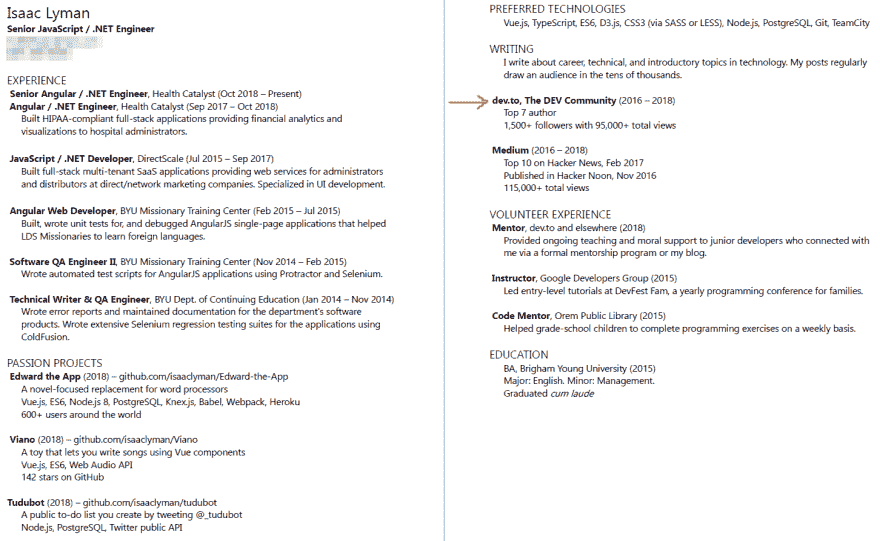 Isaac Lyman
Senior JavaScript / .NET Engineer
EXPERIENCE
Senior Angular / .NET Engineer, Health Catalyst (Oct 2018 – Present)
Angular / .NET Engineer, Health Catalyst (Sep 2017 – Oct 2018)
Built HIPAA-compliant full-stack applications providing financial analytics and
visualizations to hospital administrators.
JavaScript / .NET Developer, DirectScale (Jul 2015 – Sep 2017)
Built full-stack multi-tenant SaaS applications providing web services for administrators
and distributors at direct/network marketing companies. Specialized in UI development.
Angular Web Developer, BYU Missionary Training Center (Feb 2015 – Jul 2015)
Built, wrote unit tests for, and debugged AngularJS single-page applications that helped
LDS Missionaries to learn foreign languages.
Software QA Engineer II, BYU Missionary Training Center (Nov 2014 – Feb 2015)
Wrote automated test scripts for AngularJS applications using Protractor and Selenium.
Technical Writer & QA Engineer, BYU Dept. of Continuing Education (Jan 2014 – Nov 2014)
Wrote error reports and maintained documentation for the department's software
products. Wrote extensive Selenium regression testing suites for the applications using
ColdFusion.
PASSION PROJECTS
Edward the App (2018) – github.com/isaaclyman/Edward-the-App
A novel-focused replacement for word processors
Vue.js, ES6, Node.js 8, PostgreSQL, Knex.js, Babel, Webpack, Heroku
600+ users around the world
Viano (2018) – github.com/isaaclyman/Viano
A toy that lets you write songs using Vue components
Vue.js, ES6, Web Audio API
142 stars on GitHub
Tudubot (2018) – github.com/isaaclyman/tudubot
A public to-do list you create by tweeting @_tudubot
Node.js, PostgreSQL, Twitter public API
PREFERRED TECHNOLOGIES
Vue.js, TypeScript, ES6, D3.js, CSS3 (via SASS or LESS), Node.js, PostgreSQL, Git, TeamCity
WRITING
I write about career, technical, and introductory topics in technology. My posts regularly
draw an audience in the tens of thousands.
dev.to, The DEV Community (2016 – 2018)
Top 7 author
1,500+ followers with 95,000+ total views
Medium (2016 – 2018)
Top 10 on Hacker News, Feb 2017
Published in Hacker Noon, Nov 2016
115,000+ total views
VOLUNTEER EXPERIENCE
Mentor, dev.to and elsewhere (2018)
Provided ongoing teaching and moral support to junior developers who connected with
me via a formal mentorship program or my blog.
Instructor, Google Developers Group (2015)
Led entry-level tutorials at DevFest Fam, a yearly programming conference for families.
Code Mentor, Orem Public Library (2015)
Helped grade-school children to complete programming exercises on a weekly basis.
EDUCATION
BA, Brigham Young University (2015)
Major: English. Minor: Management.
Graduated cum laude